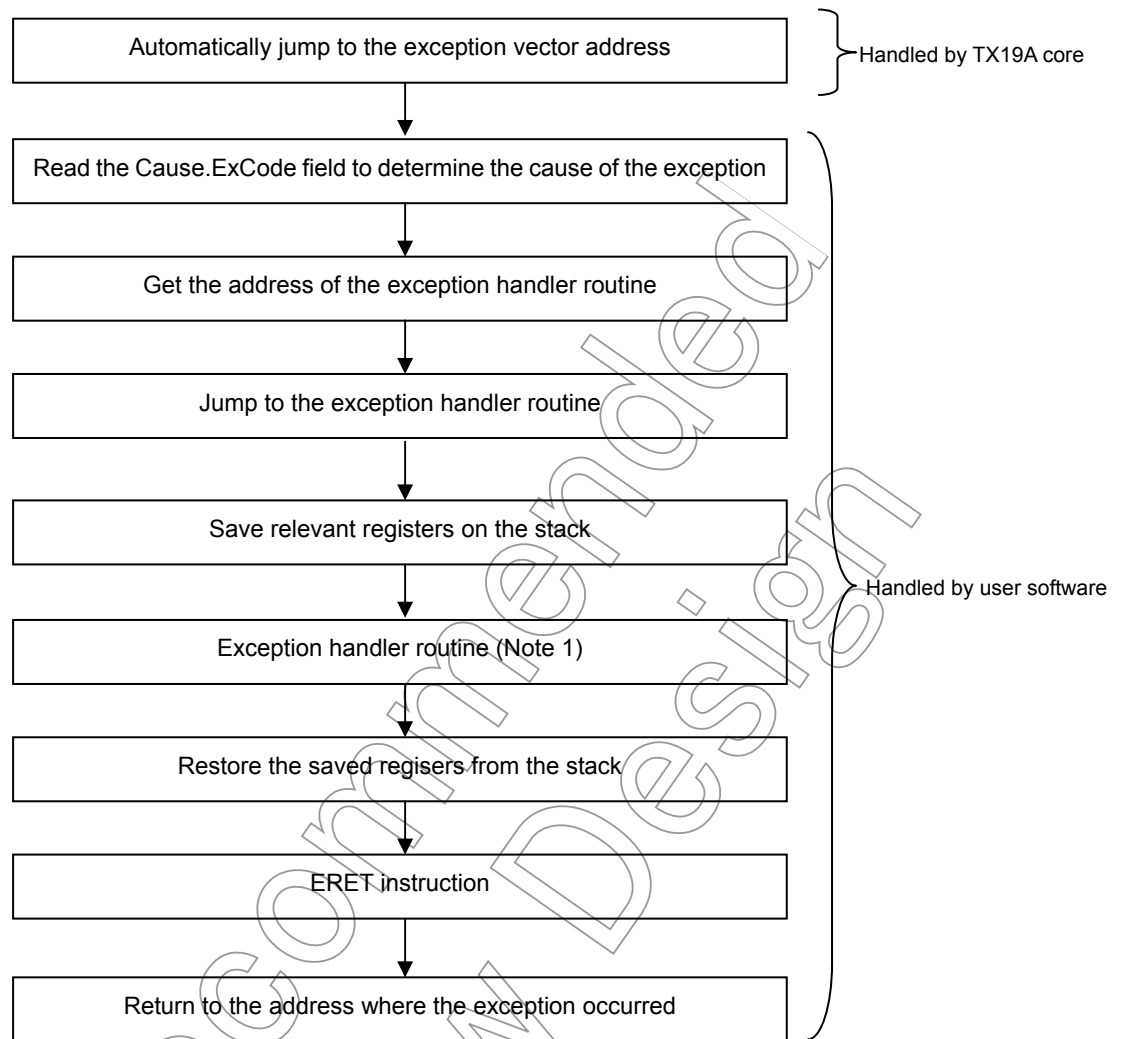 Automatically jump to the exception vector address
Handled by TX19A core
Read the Cause.ExCode field to determine the cause of the exception
Get the address of the exception handler routine
Jump to the exception handler routine
Save relevant registers on the stack
Handled by user software
Exception handler routine (Note 1)
Restore the saved regisers from the stack
ERET instruction
Return to the address where the exception occurred
ecommended
w Design